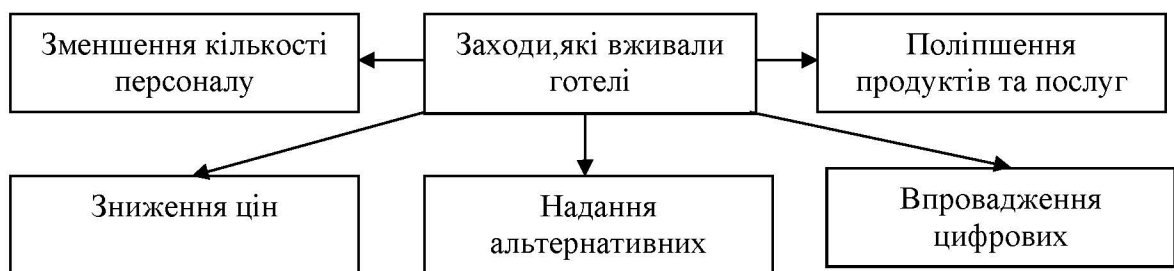 Зменшення кількості
персоналу
Заходи,які вживали
готелі
Поліпшення
продуктів та послуг
Зниження цін
Надання
альтернативних
Впровадження
цифрових